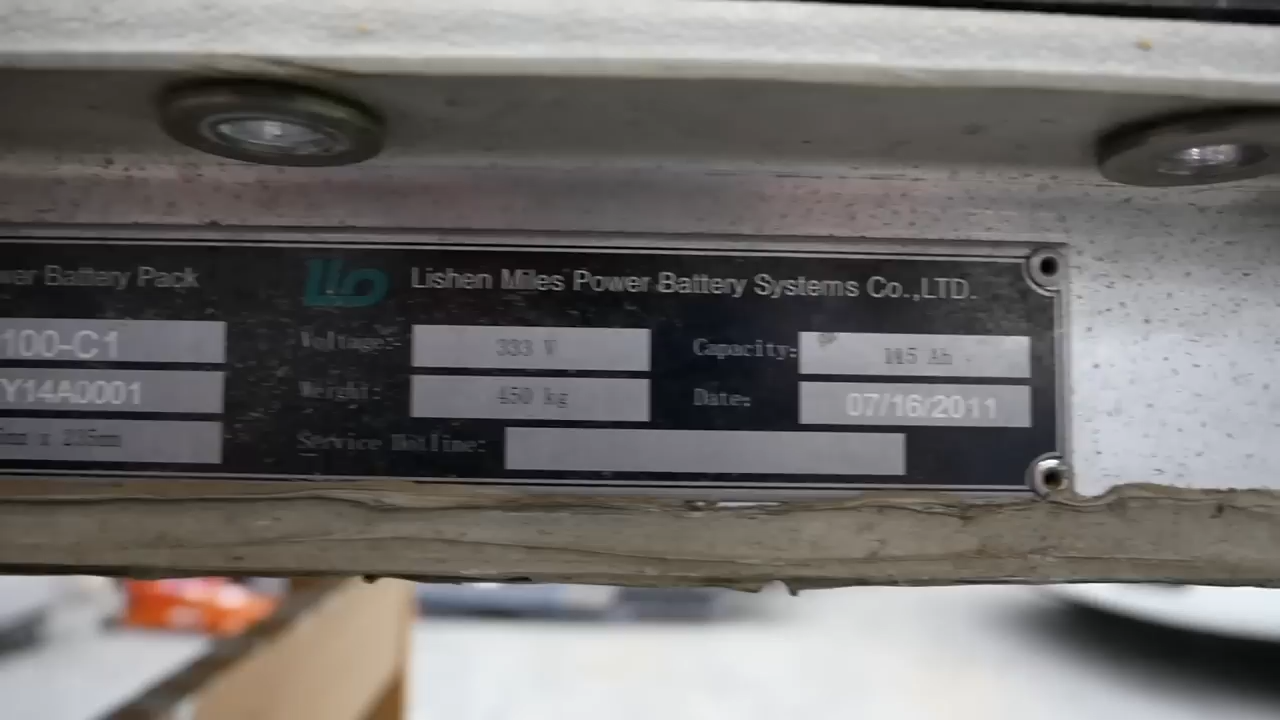 wer Battery Pack
100-C1
Y14A0001
Lishen Miles Power Battery Systems Co.,LTD.
Voltage: 333 V
Capacity: Ah
Weight: 450 kg
Date: 07/16/2011
Service Hotline: